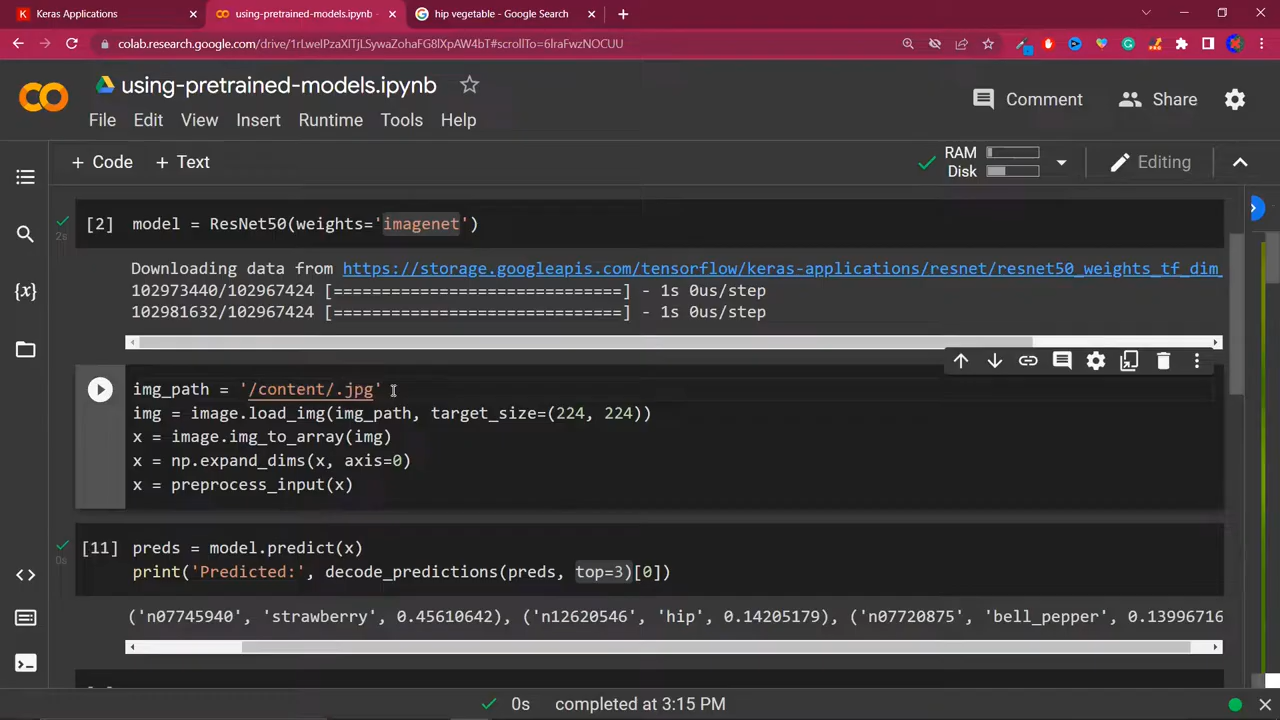 Keras Applications
using-pretrained-models.ipynb -
hip vegetable - Google Search
colab.research.google.com/drive/1rLwelPzaXlTjLSywaZohaFG8lXpAW4bT#scrollTo=6lraFwzNOCUU
using-pretrained-models.ipynb
Comment
Share
File Edit View Insert Runtime Tools Help
+ Code + Text
RAM
Disk
Editing
[2] model = ResNet50(weights='imagenet')
2s
Downloading data from https://storage.googleapis.com/tensorflow/keras-applications/resnet/resnet50_weights_tf_dim_
102973440/102967424 [==============================] - 1s 0us/step
102981632/102967424 [==============================] - 1s 0us/step
img_path = '/content/.jpg'
img = image.load_img(img_path, target_size=(224, 224))
x = image.img_to_array(img)
x = np.expand_dims(x, axis=0)
x = preprocess_input(x)
[11] preds = model.predict(x)
0s
print('Predicted:', decode_predictions(preds, top=3)[0])
('n07745940', 'strawberry', 0.45610642), ('n12620546', 'hip', 0.14205179), ('n07720875', 'bell_pepper', 0.13996716
0s completed at 3:15 PM